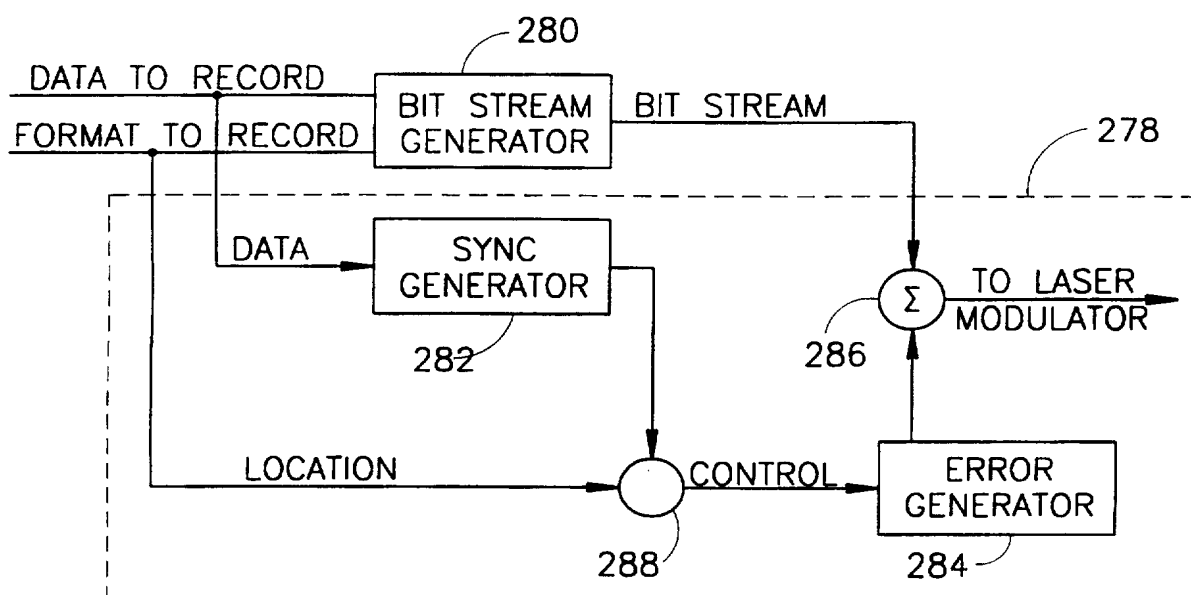 280
DATA TO RECORD
BIT STREAM
GENERATOR
BIT STREAM
FORMAT TO RECORD
278
DATA
SYNC
GENERATOR
282
Σ
TO LASER
MODULATOR
286
LOCATION
CONTROL
ERROR
GENERATOR
288
284